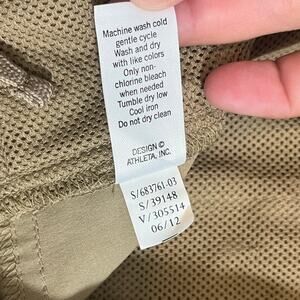 Machine wash cold
gentle cycle
Wash and dry
with like colors
Only non-
chlorine bleach
when needed
Tumble dry low
Cool iron
Do not dry clean
DESIGN ©
ATHLETA, INC.
S/683761-03
S/39148
V/305514
06/12